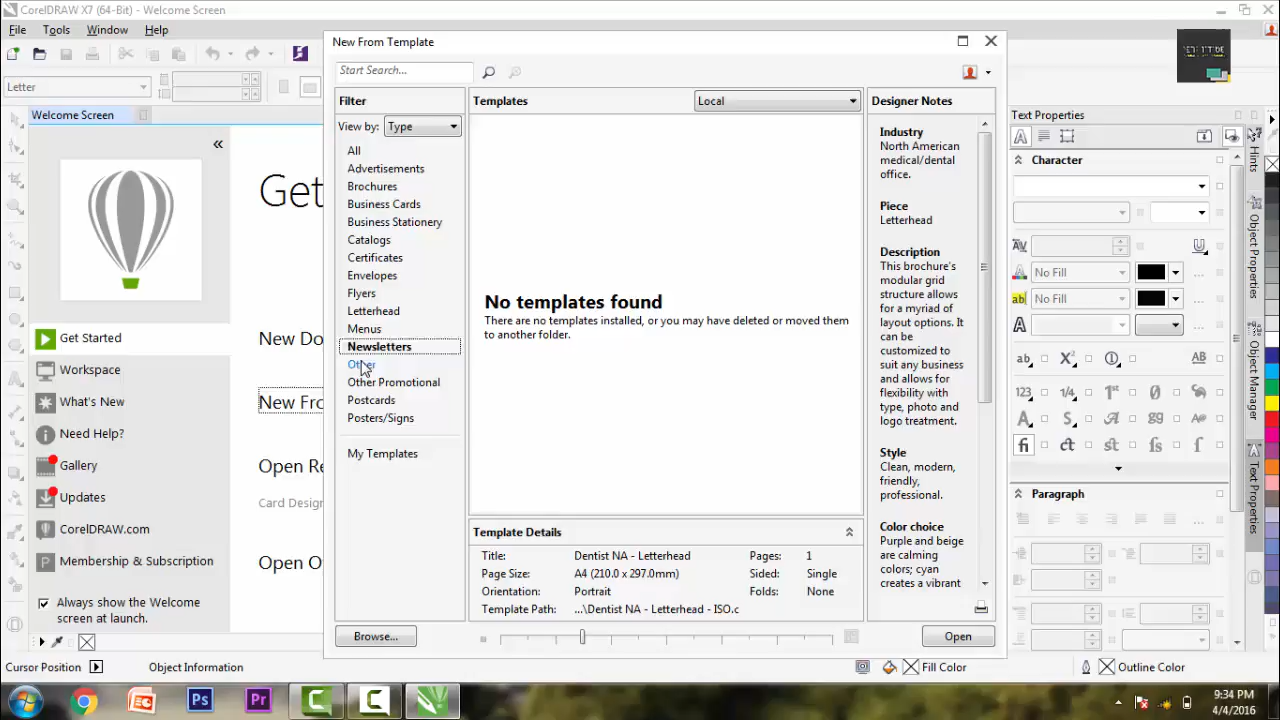 CorelDRAW X7 (64-Bit) - Welcome Screen
File Tools Window Help
Letter
Welcome Screen
«
Get
Get Started
Workspace
What's New
Need Help?
Gallery
Updates
CorelDRAW.com
Membership & Subscription
Always show the Welcome
screen at launch.
New Do
New Fr
Open Re
Card Desig
Open O
New From Template
Start Search...
Filter
View by: Type
All
Advertisements
Brochures
Business Cards
Business Stationery
Catalogs
Certificates
Envelopes
Flyers
Letterhead
Menus
Newsletters
Other
Other Promotional
Postcards
Posters/Signs
My Templates
Browse...
Templates
Local
No templates found
There are no templates installed, or you may have deleted or moved them
to another folder.
Template Details
Title: Dentist NA - Letterhead Pages: 1
Page Size: A4 (210.0 x 297.0mm) Sided: Single
Orientation: Portrait Folds: None
Template Path: ...\Dentist NA - Letterhead - ISO.c
Open
Designer Notes
Industry
North American
medical/dental
office.
Piece
Letterhead
Description
This brochure's
modular grid
structure allows
for a myriad of
layout options. It
can be
customized to
suit any business
and allows for
flexibility with
type, photo and
logo treatment.
Style
Clean, modern,
friendly,
professional.
Color choice
Purple and beige
are calming
colors; cyan
creates a vibrant
Text Properties
Character
No Fill
No Fill
Paragraph
Hints
Object Properties
Object Manager
Text Properties
Cursor Position
Object Information
Fill Color
Outline Color
Ps
Pr
9:34 PM
4/4/2016